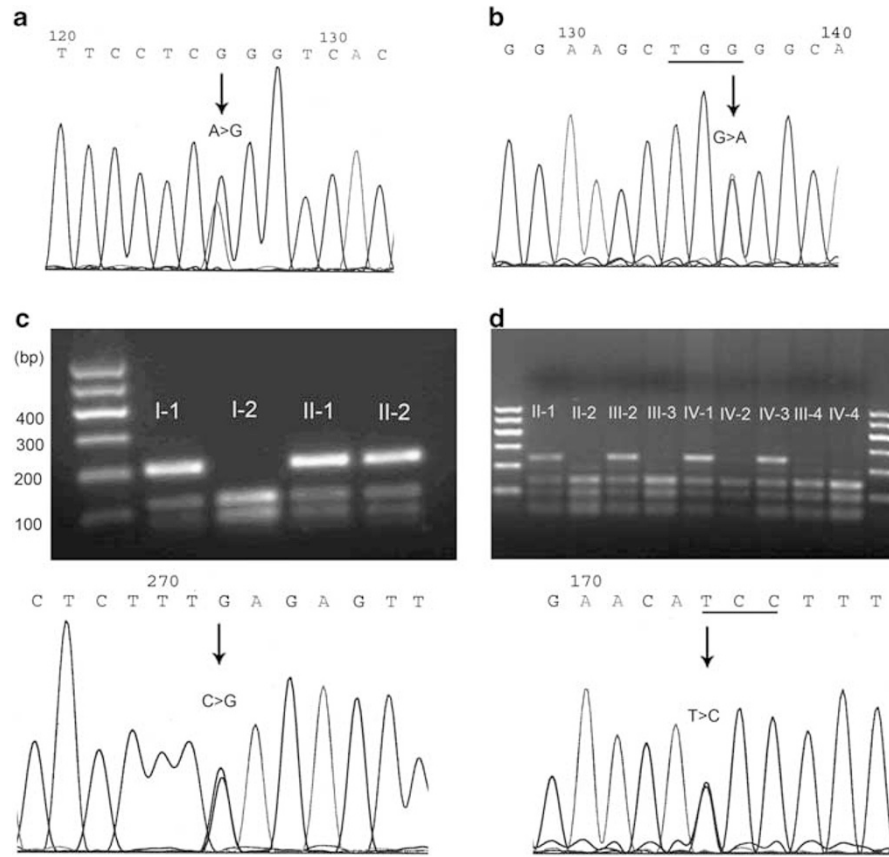 a
120 130
T T C C T C G G G T C A C
A>G
b
130 140
G G A A G C T G G G G C A
G>A
c
(bp)
400
300
200
100
I-1 I-2 II-1 II-2
d
II-1 II-2 III-2 III-3 IV-1 IV-2 IV-3 III-4 IV-4
270
C T C T T T G A G A G T T
C>G
170
G A A C A T C C T T T
T>C